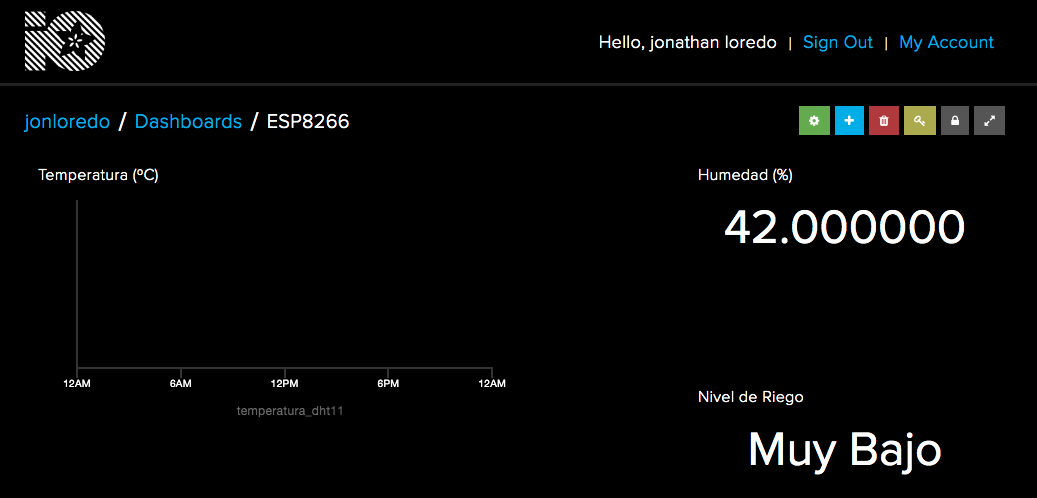 iO
Hello, jonathan loredo | Sign Out | My Account
jonloredo / Dashboards / ESP8266
Temperatura (ºC)
12AM 6AM 12PM 6PM 12AM
temperatura_dht11
Humedad (%)
42.000000
Nivel de Riego
Muy Bajo